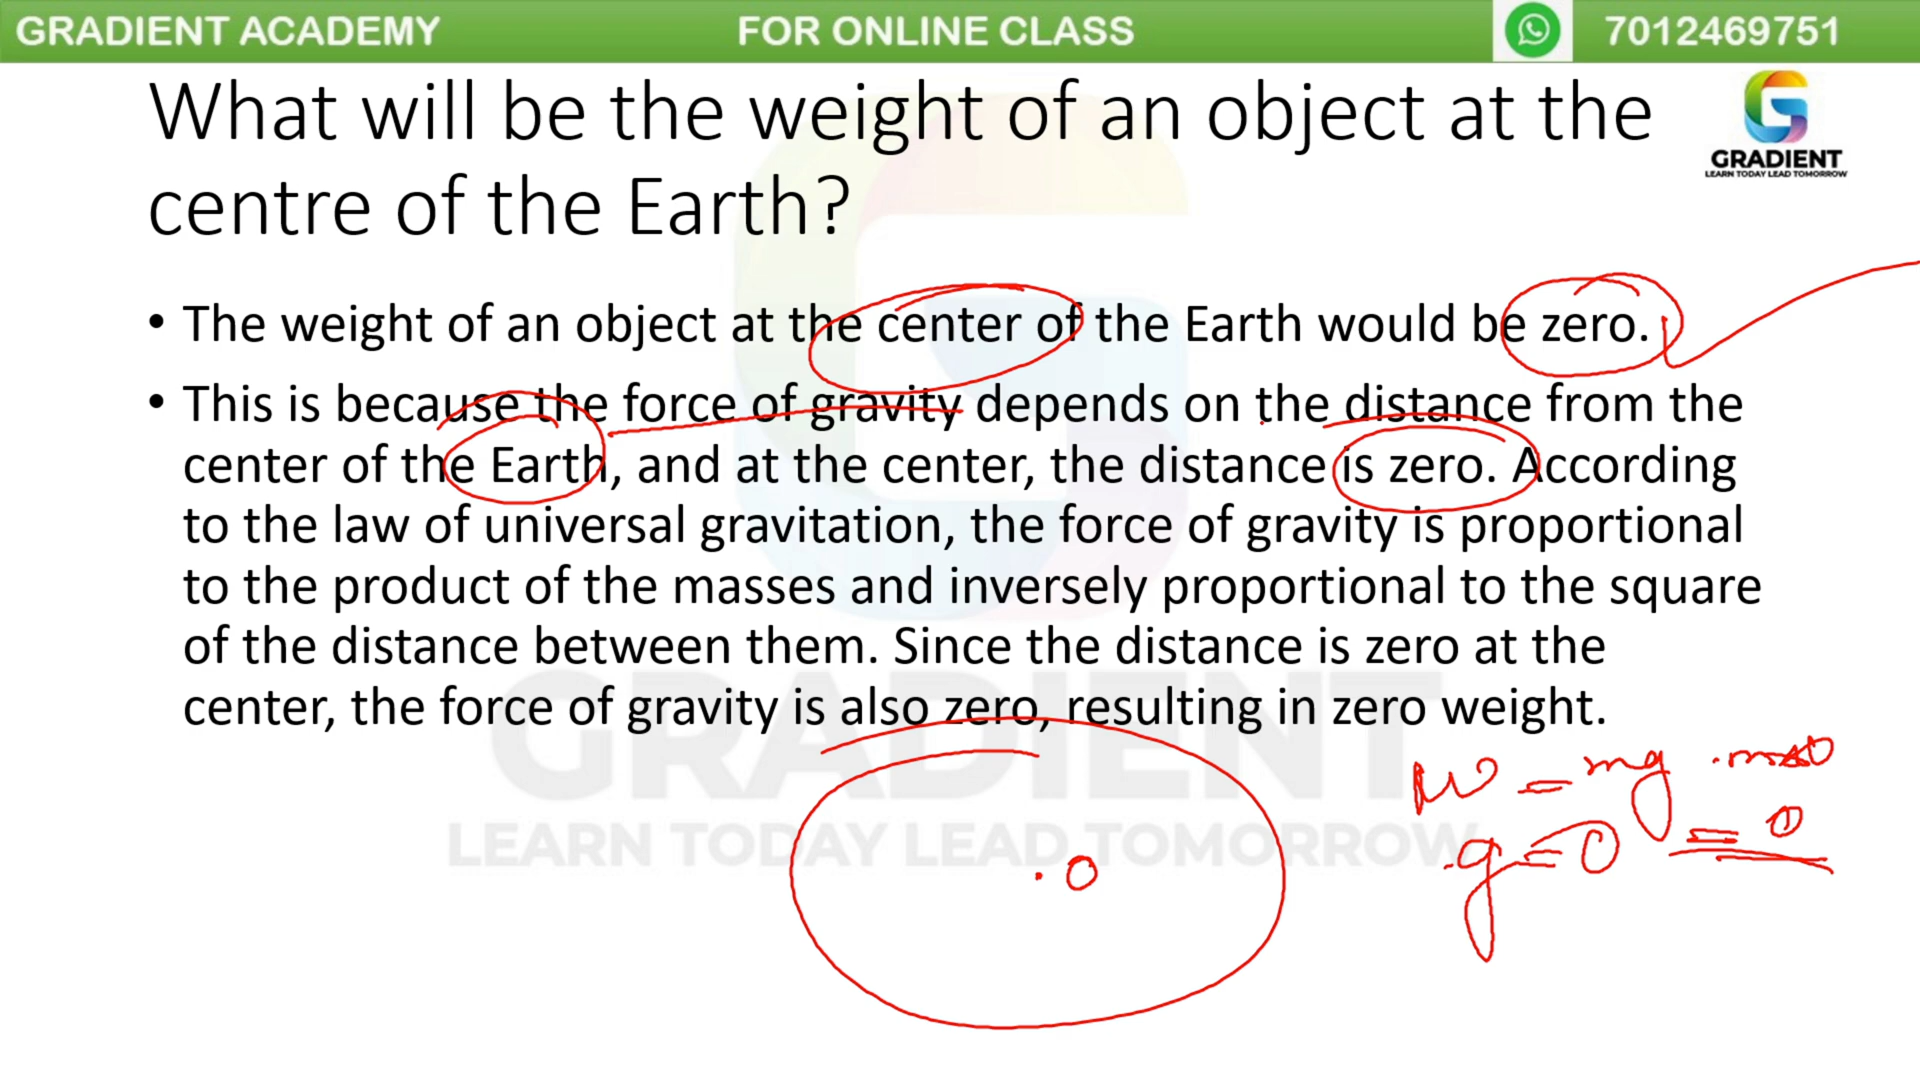 GRADIENT ACADEMY FOR ONLINE CLASS 7012469751
What will be the weight of an object at the
centre of the Earth?
GRADIENT
LEARN TODAY LEAD TOMORROW
• The weight of an object at the center of the Earth would be zero.
• This is because the force of gravity depends on the distance from the
center of the Earth, and at the center, the distance is zero. According
to the law of universal gravitation, the force of gravity is proportional
to the product of the masses and inversely proportional to the square
of the distance between them. Since the distance is zero at the
center, the force of gravity is also zero, resulting in zero weight.
GRADIENT
LEARN TODAY LEAD TOMORROW
W = mg
g = 0 = 0
. O